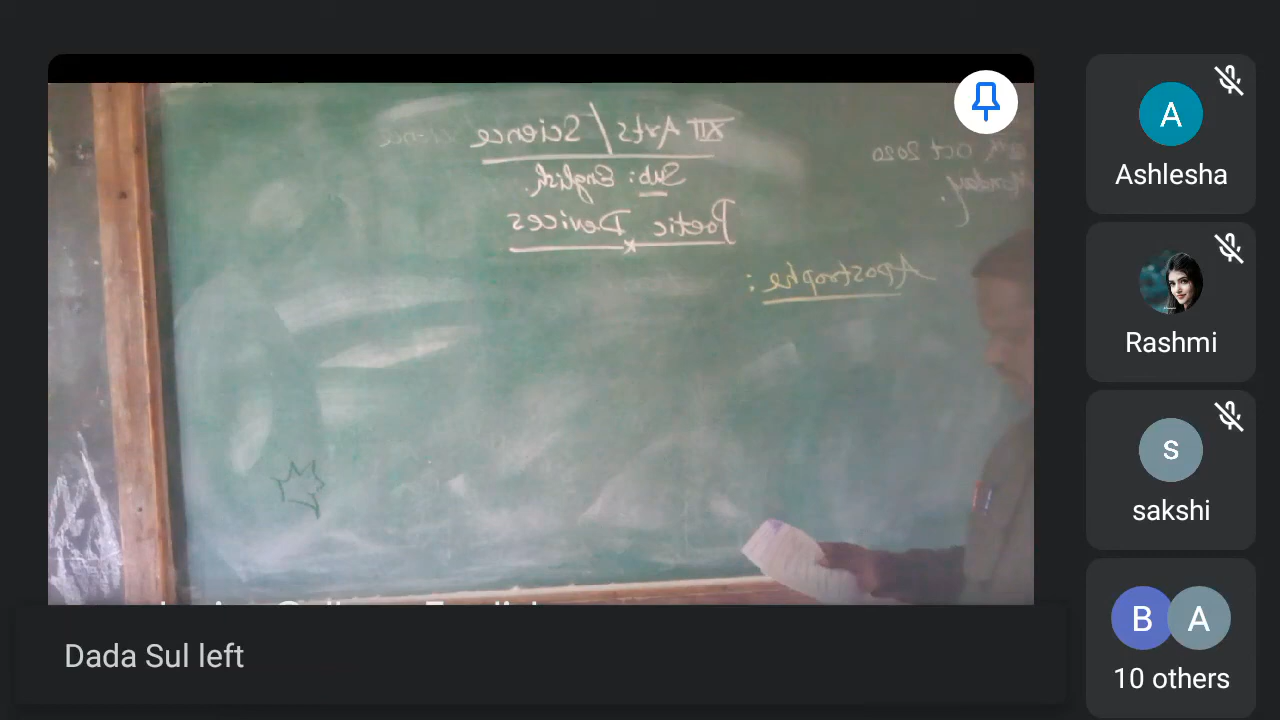 XII Arts / Science
Oct 2020
Sub: English.
Monday.
Poetic Devices
Apostrophe :
Dada Sul left
A
Ashlesha
Rashmi
s
sakshi
B A
10 others